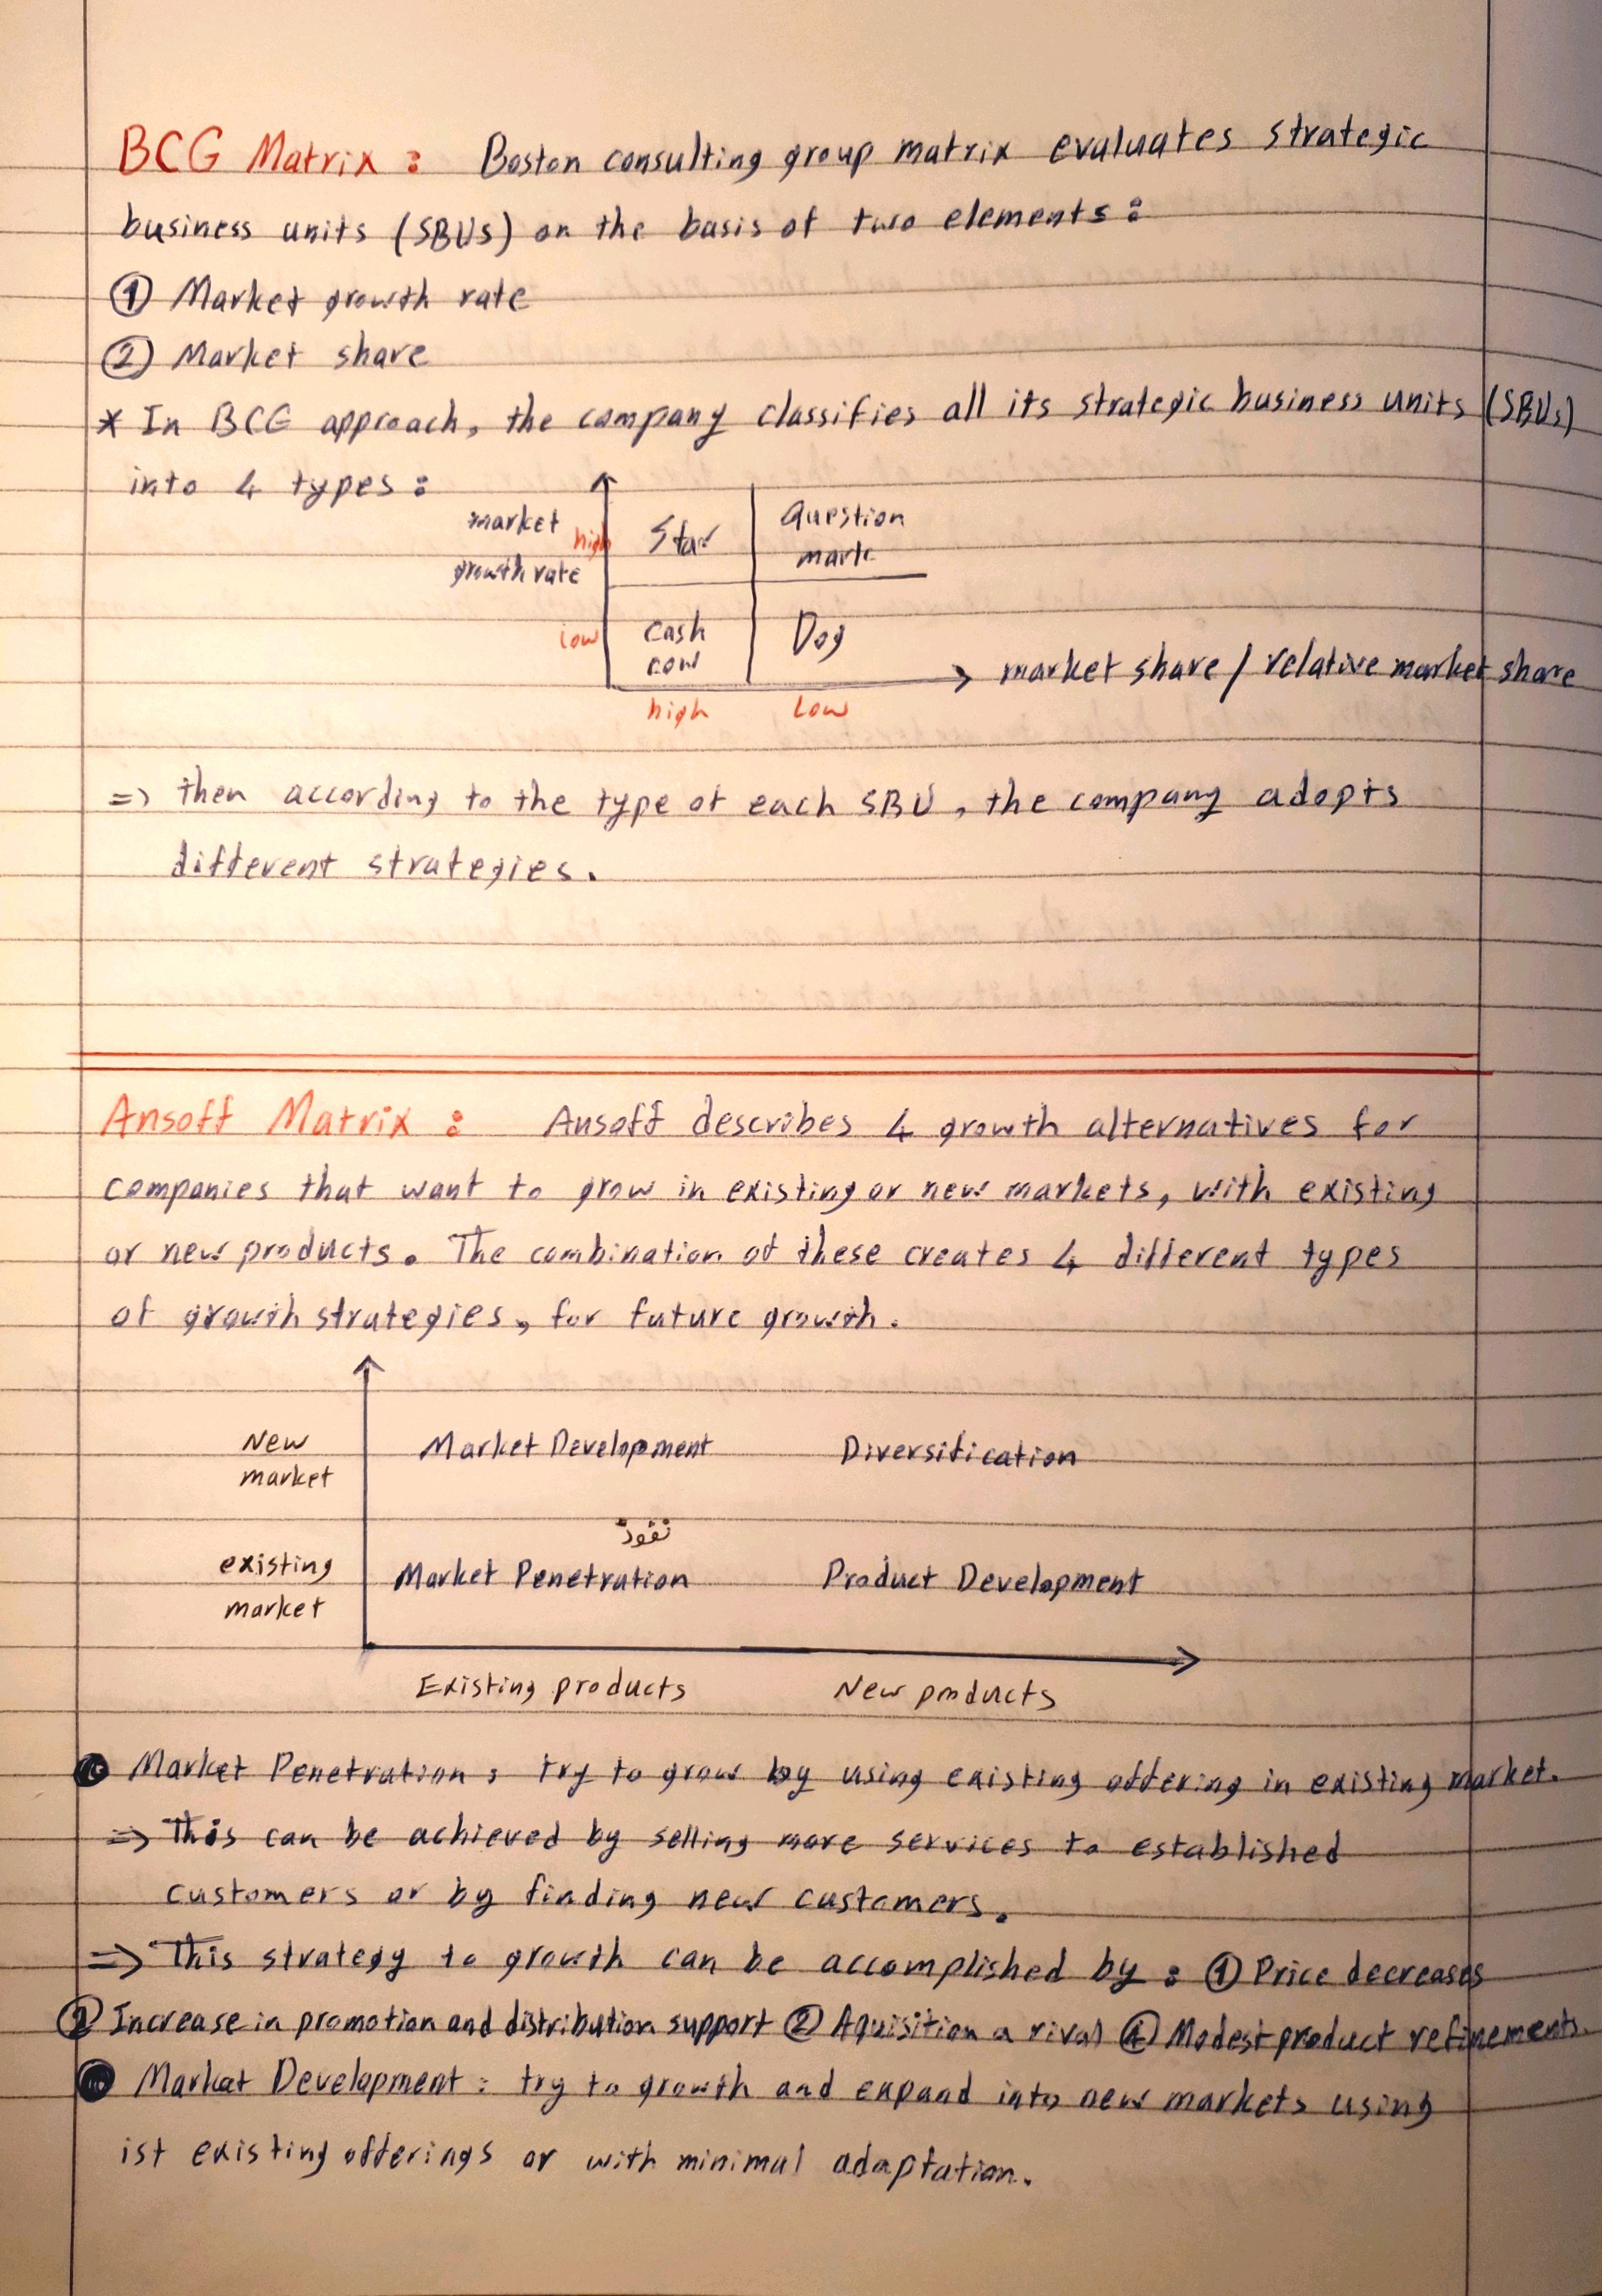 BCG Matrix : Boston consulting group matrix evaluates strategic
business units (SBUs) on the basis of two elements :
① Market growth rate
② Market share
* In BCG approach, the company classifies all its strategic business units (SBUs)
into 4 types :
market
growth rate
high
Star
Question
mark
low
Cash
cow
Dog
market share / relative market share
high
low
=> then according to the type of each SBU, the company adopts
different strategies.
Ansoff Matrix : Ansoff describes 4 growth alternatives for
companies that want to grow in existing or new markets, with existing
or new products. The combination of these creates 4 different types
of growth strategies, for future growth.
New
market
Market Development
Diversification
نفوذ
existing
market
Market Penetration
Product Development
Existing products
New products
Market Penetration : try to grow by using existing offering in existing market.
=> This can be achieved by selling more services to established
customers or by finding new customers.
=> This strategy to growth can be accomplished by : ① Price decreases
② Increase in promotion and distribution support ② Aquisition a rival ④ Modest product refinements.
Market Development : try to growth and expand into new markets using
ist existing offerings or with minimal adaptation.